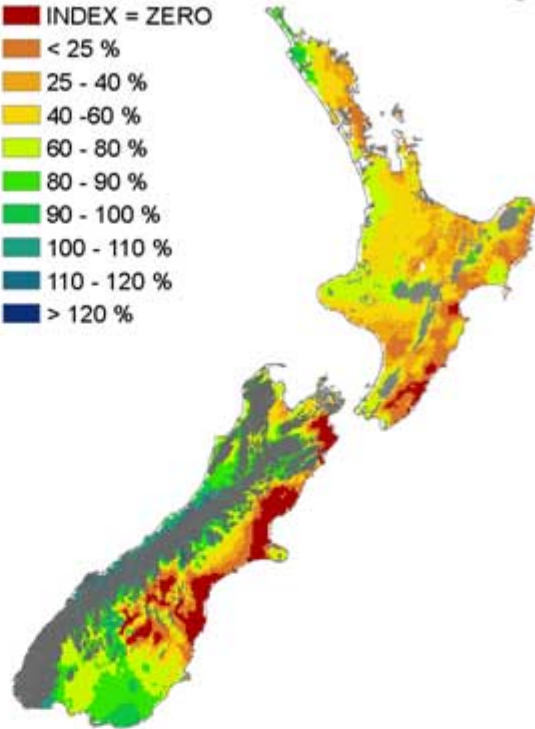 INDEX = ZERO
< 25 %
25 - 40 %
40 -60 %
60 - 80 %
80 - 90 %
90 - 100 %
100 - 110 %
110 - 120 %
> 120 %